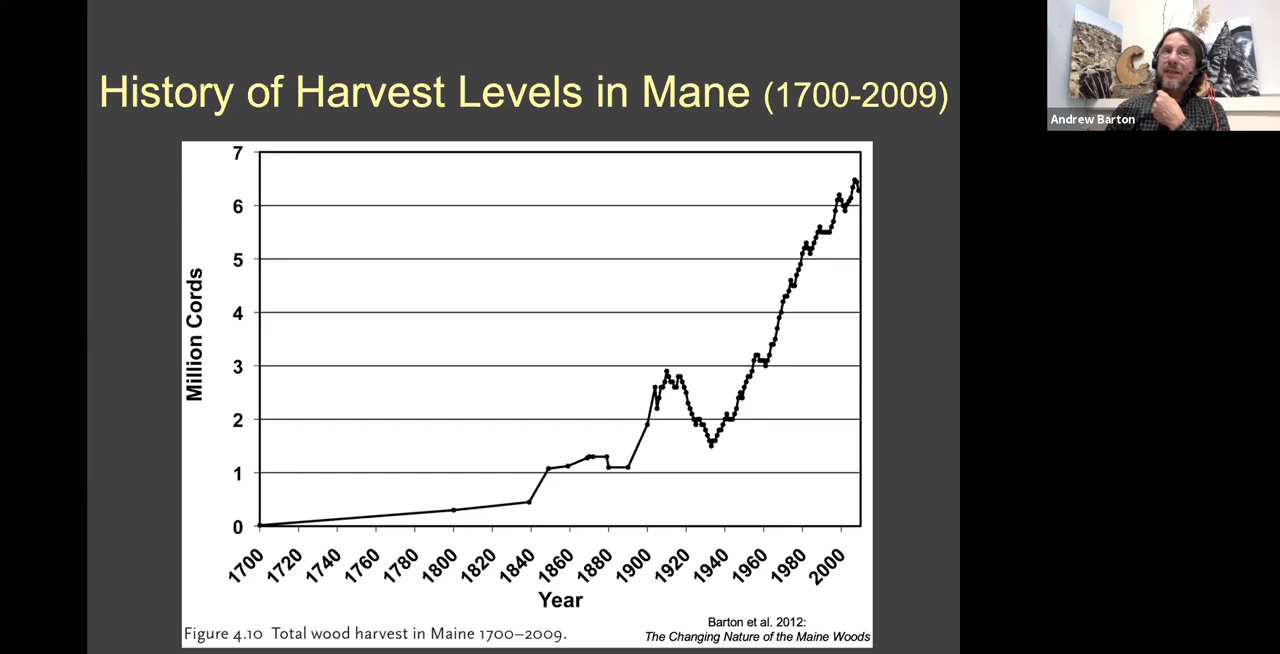 History of Harvest Levels in Mane (1700-2009)
Andrew Barton
7
6
5
4
3
2
1
0
Million Cords
1700 1720 1740 1760 1780 1800 1820 1840 1860 1880 1900 1920 1940 1960 1980 2000
Year
Figure 4.10 Total wood harvest in Maine 1700–2009.
Barton et al. 2012:
The Changing Nature of the Maine Woods